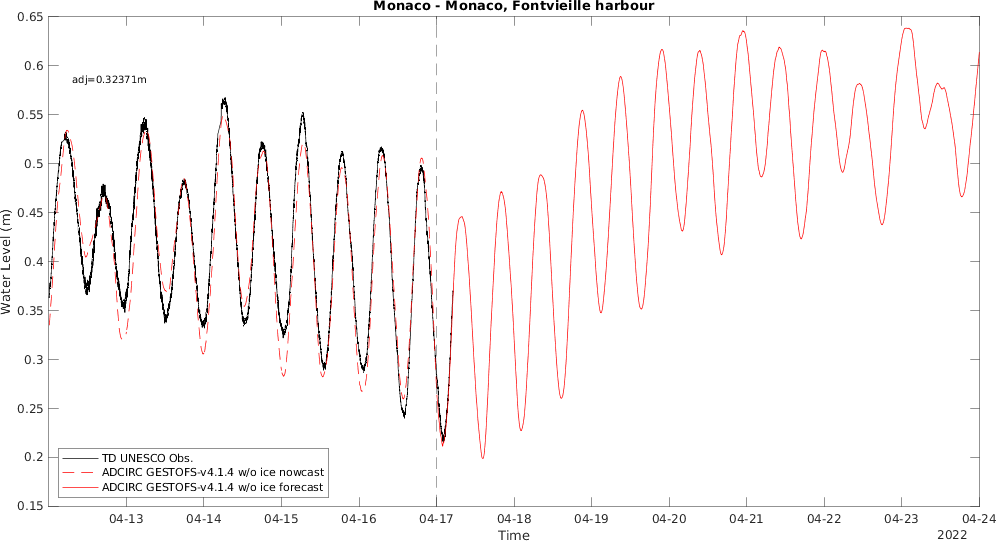 Monaco - Monaco, Fontvieille harbour
0.65
0.6
adj=0.32371m
0.55
0.5
0.45
0.4
0.35
0.3
0.25
0.2
0.15
Water Level (m)
TD UNESCO Obs.
ADCIRC GESTOFS-v4.1.4 w/o ice nowcast
ADCIRC GESTOFS-v4.1.4 w/o ice forecast
04-13 04-14 04-15 04-16 04-17 04-18 04-19 04-20 04-21 04-22 04-23 04-24
Time
2022